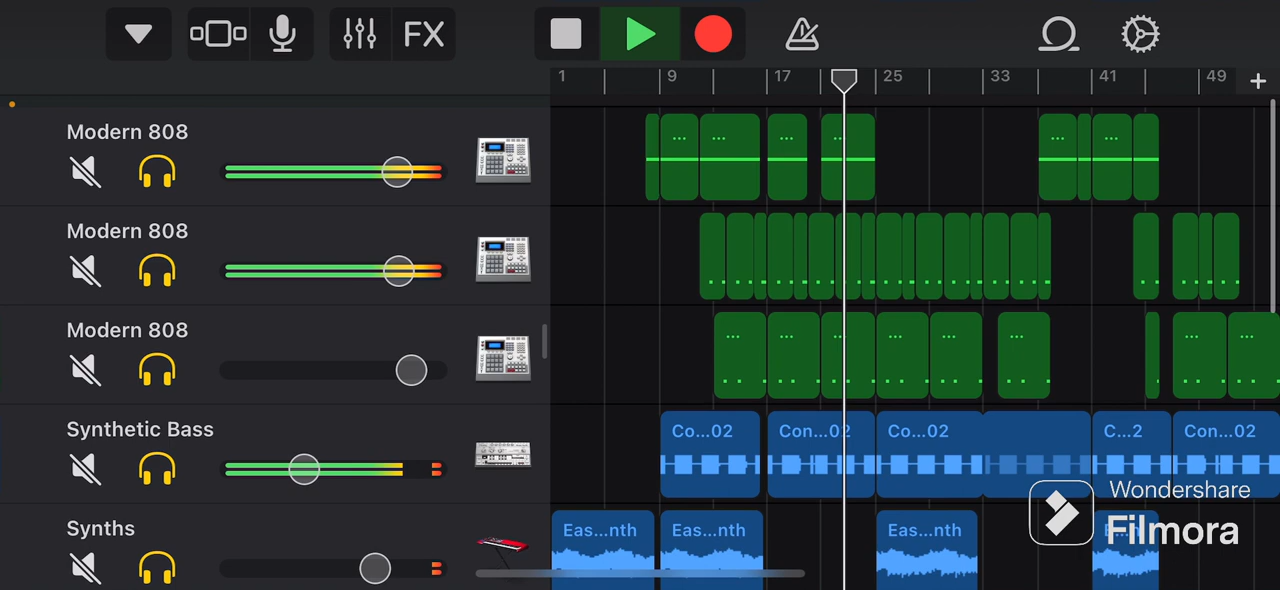 FX
1 9 17 25 33 41 49 +
Modern 808
Modern 808
Modern 808
Synthetic Bass
Co...02 Con...02 Co...02 C...2 Con...02
Wondershare
Filmora
Synths
Eas...nth Eas...nth Eas...nth